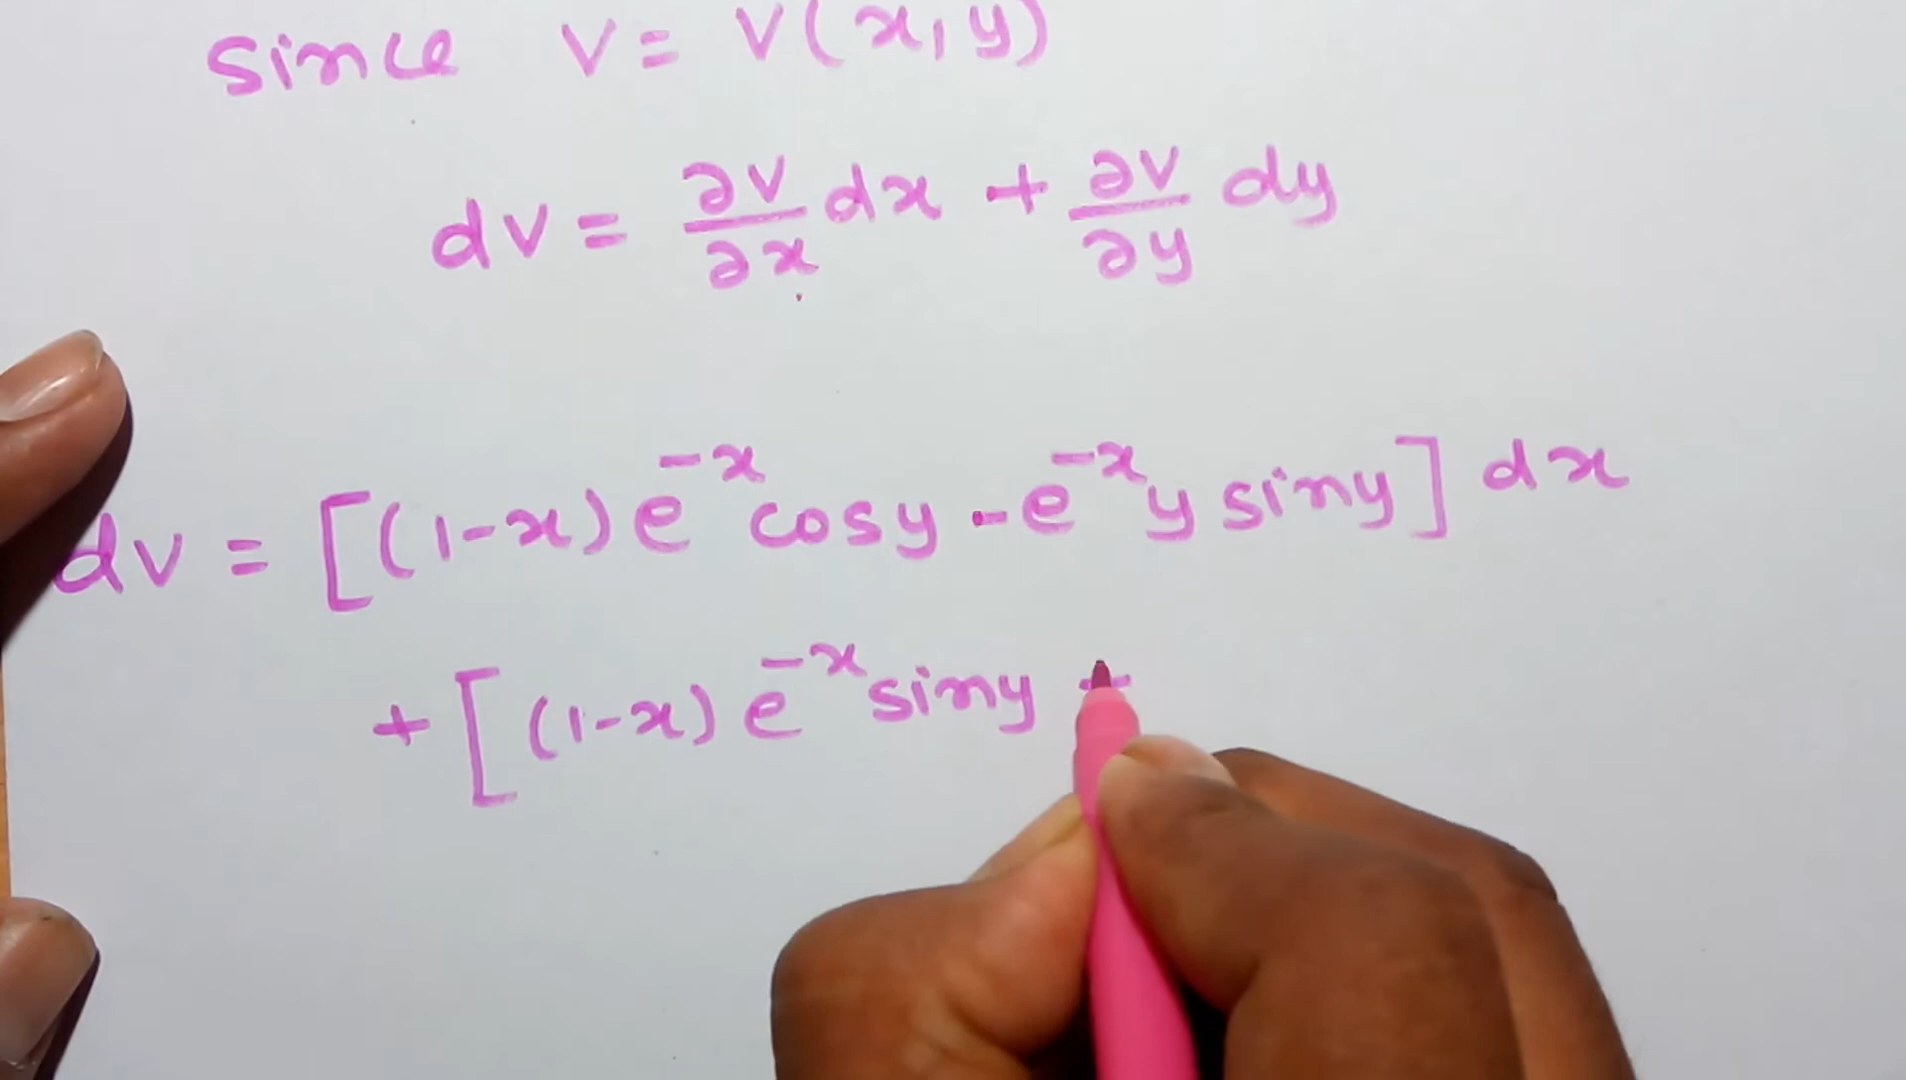 Since V = V(x,y)
dv = ∂V/∂x dx + ∂V/∂y dy
dv = [(1-x)e^-x cosy - e^-x y siny] dx
+ [(1-x) e^-x siny +